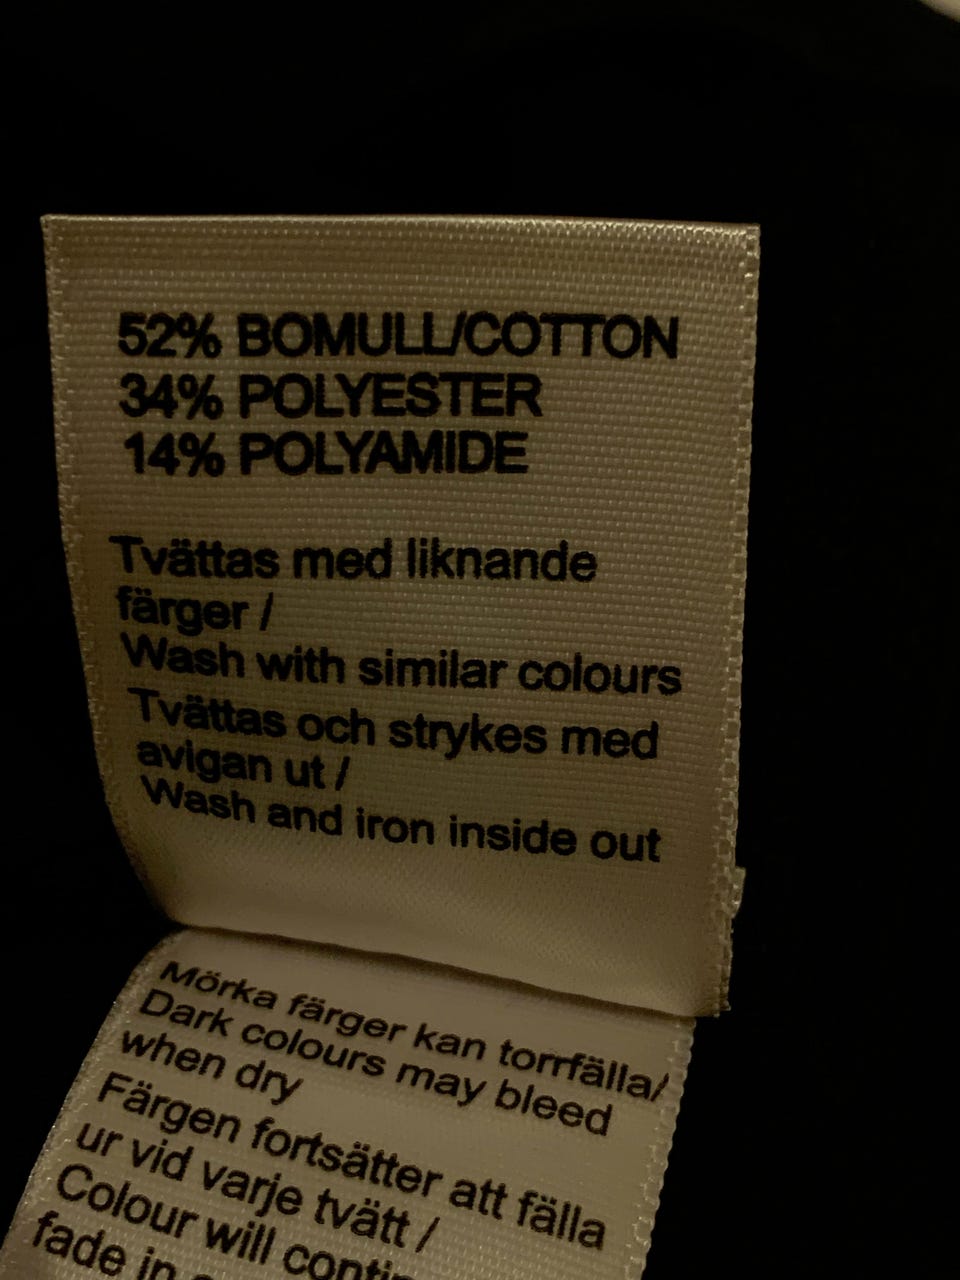 52% BOMULL/COTTON
34% POLYESTER
14% POLYAMIDE
Tvättas med liknande
färger /
Wash with similar colours
Tvättas och strykes med
avigan ut /
Wash and iron inside out
Mörka färger kan torrfälla/
Dark colours may bleed
when dry
Färgen fortsätter att fälla
ur vid varje tvätt /
Colour will
fade in